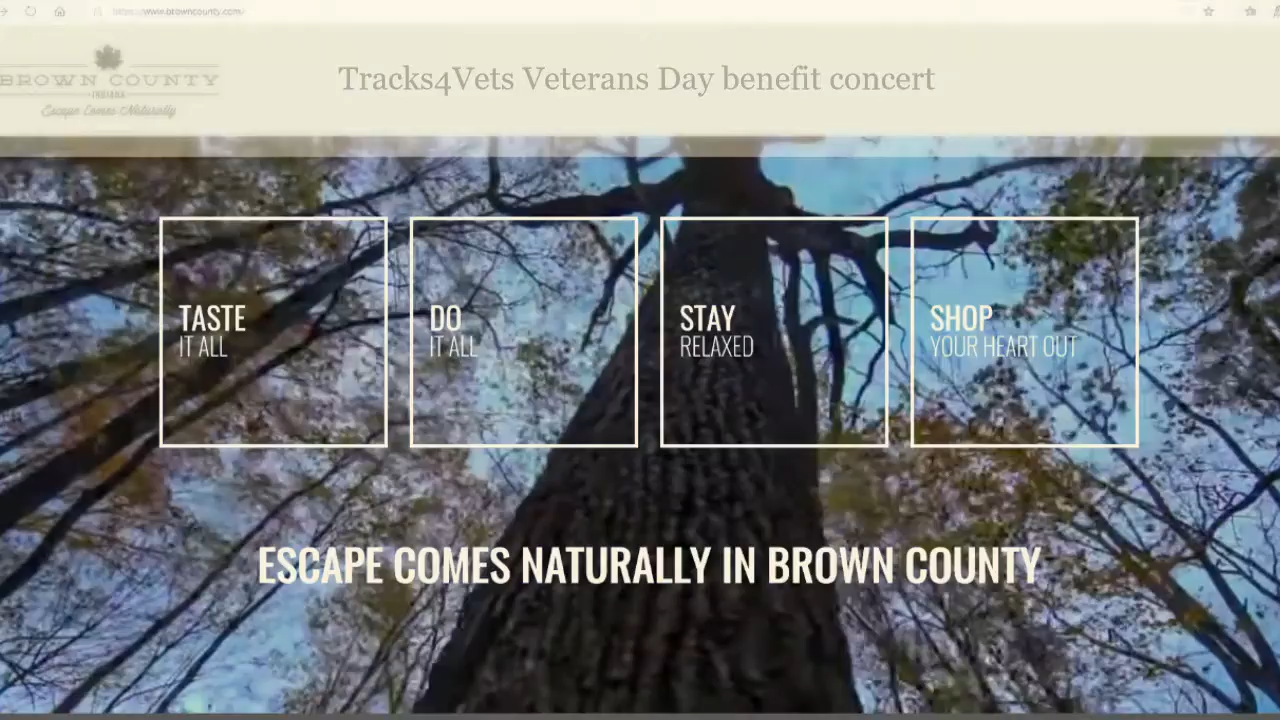 https://www.browncounty.com/
BROWN COUNTY
INDIANA
Escape Comes Naturally
Tracks4Vets Veterans Day benefit concert
TASTE
IT ALL
DO
IT ALL
STAY
RELAXED
SHOP
YOUR HEART OUT
ESCAPE COMES NATURALLY IN BROWN COUNTY